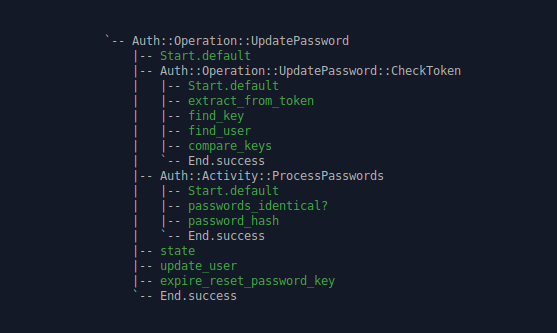 `-- Auth::Operation::UpdatePassword
    |-- Start.default
    |-- Auth::Operation::UpdatePassword::CheckToken
    |   |-- Start.default
    |   |-- extract_from_token
    |   |-- find_key
    |   |-- find_user
    |   |-- compare_keys
    |   `-- End.success
    |-- Auth::Activity::ProcessPasswords
    |   |-- Start.default
    |   |-- passwords_identical?
    |   |-- password_hash
    |   `-- End.success
    |-- state
    |-- update_user
    |-- expire_reset_password_key
    `-- End.success